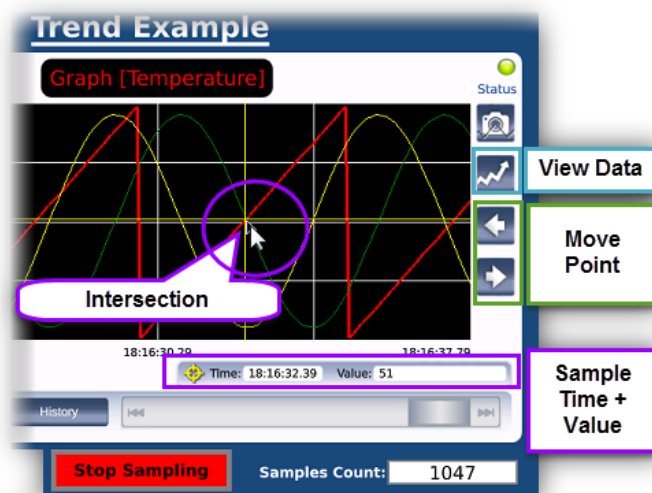 Trend Example
Graph [Temperature]
Status
View Data
Move
Point
Intersection
18:16:30.29
18:16:37.79
Time: 18:16:32.39 Value: 51
Sample
Time +
Value
History
Stop Sampling
Samples Count: 1047